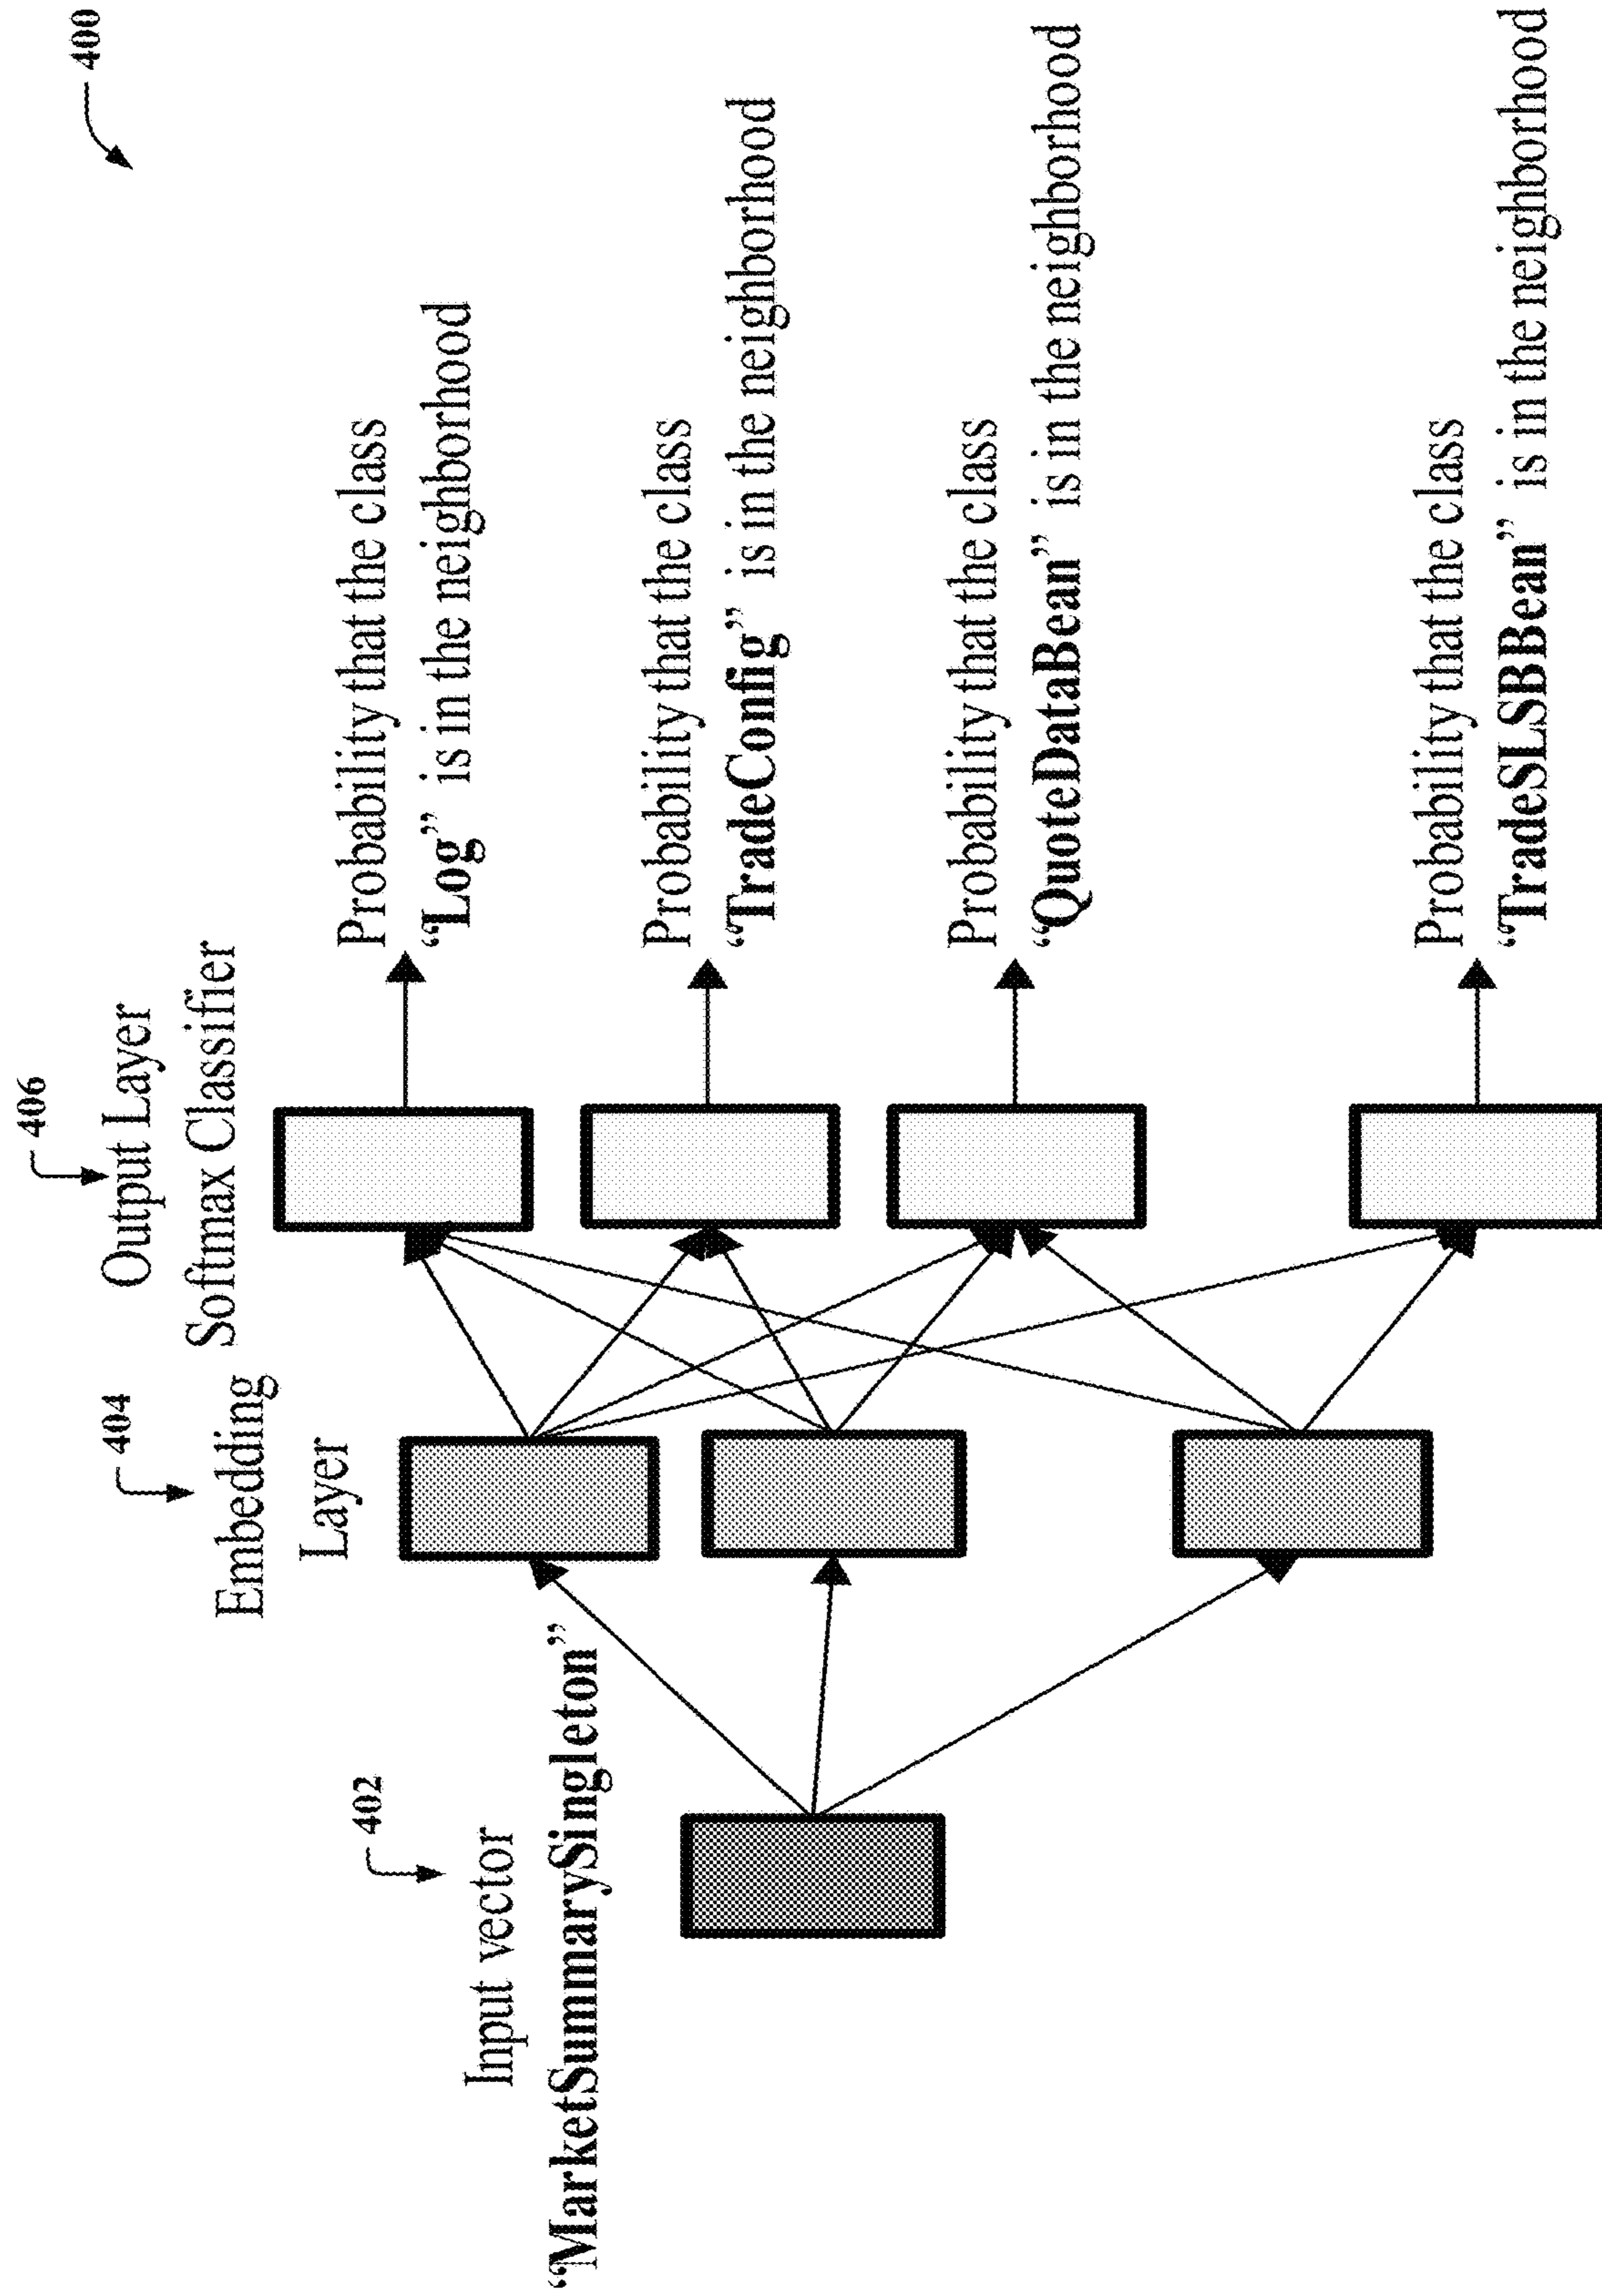 400
406
Output Layer
Softmax Classifier
404
Embedding
Layer
402
Input vector
“MarketSummarySingleton”
Probability that the class
“Log” is in the neighborhood
Probability that the class
“TradeConfig” is in the neighborhood
Probability that the class
“QuoteDataBean” is in the neighborhood
Probability that the class
“TradeSLSBBean” is in the neighborhood